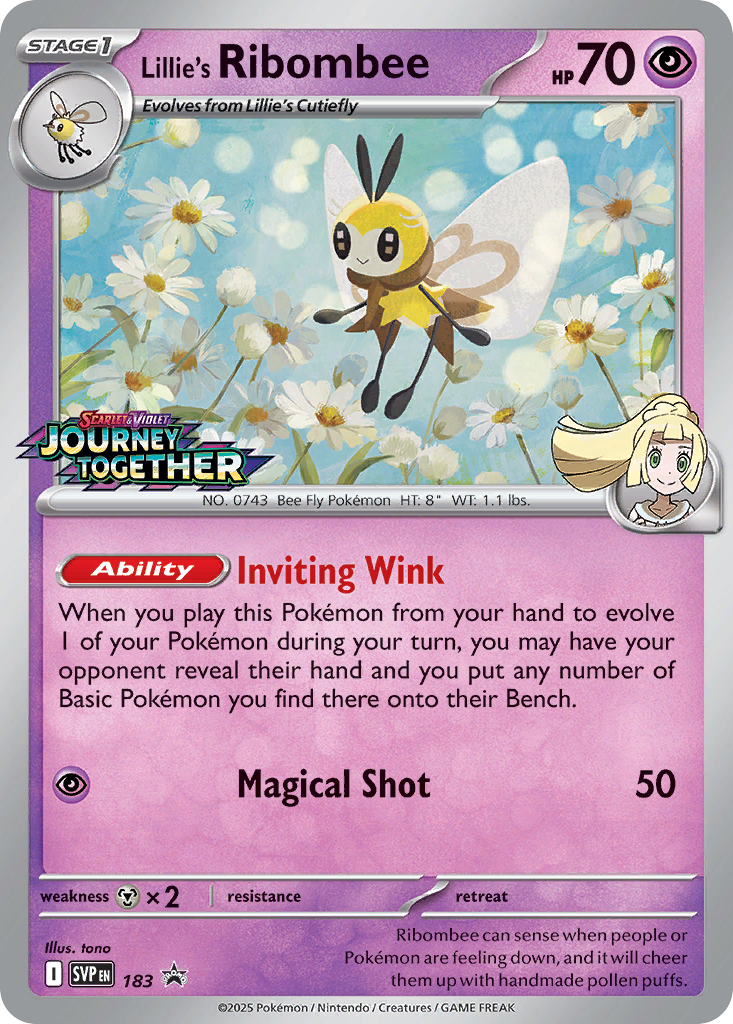 STAGE1
Lillie's Ribombee
HP70
Evolves from Lillie's Cutiefly
SCARLET & VIOLET
JOURNEY
TOGETHER
NO. 0743 Bee Fly Pokémon HT: 8" WT: 1.1 lbs.
Ability Inviting Wink
When you play this Pokémon from your hand to evolve
1 of your Pokémon during your turn, you may have your
opponent reveal their hand and you put any number of
Basic Pokémon you find there onto their Bench.
Magical Shot 50
weakness ×2 resistance retreat
Illus. tono
I SVP EN 183
PROMO
Ribombee can sense when people or
Pokémon are feeling down, and it will cheer
them up with handmade pollen puffs.
©2025 Pokémon / Nintendo / Creatures / GAME FREAK